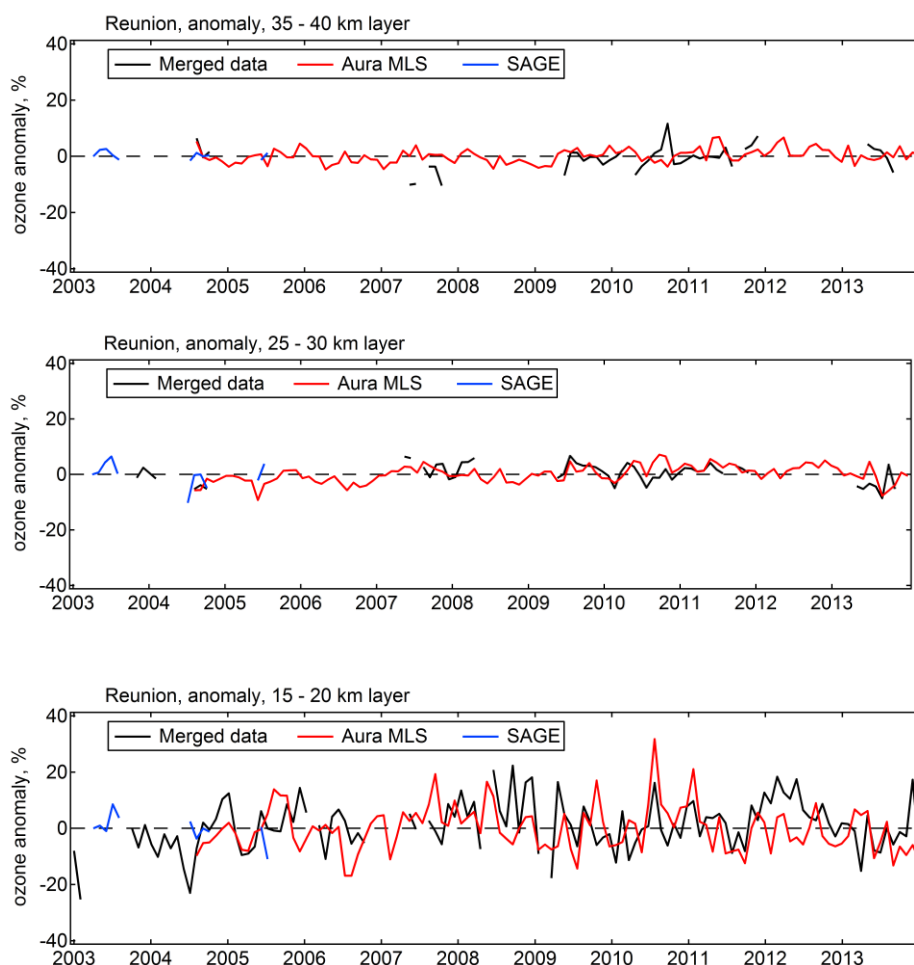 Reunion, anomaly, 35 - 40 km layer
Merged data Aura MLS SAGE
ozone anomaly, %
40
20
0
-20
-40
2003 2004 2005 2006 2007 2008 2009 2010 2011 2012 2013
Reunion, anomaly, 25 - 30 km layer
Merged data Aura MLS SAGE
ozone anomaly, %
40
20
0
-20
-40
2003 2004 2005 2006 2007 2008 2009 2010 2011 2012 2013
Reunion, anomaly, 15 - 20 km layer
Merged data Aura MLS SAGE
ozone anomaly, %
40
20
0
-20
-40
2003 2004 2005 2006 2007 2008 2009 2010 2011 2012 2013